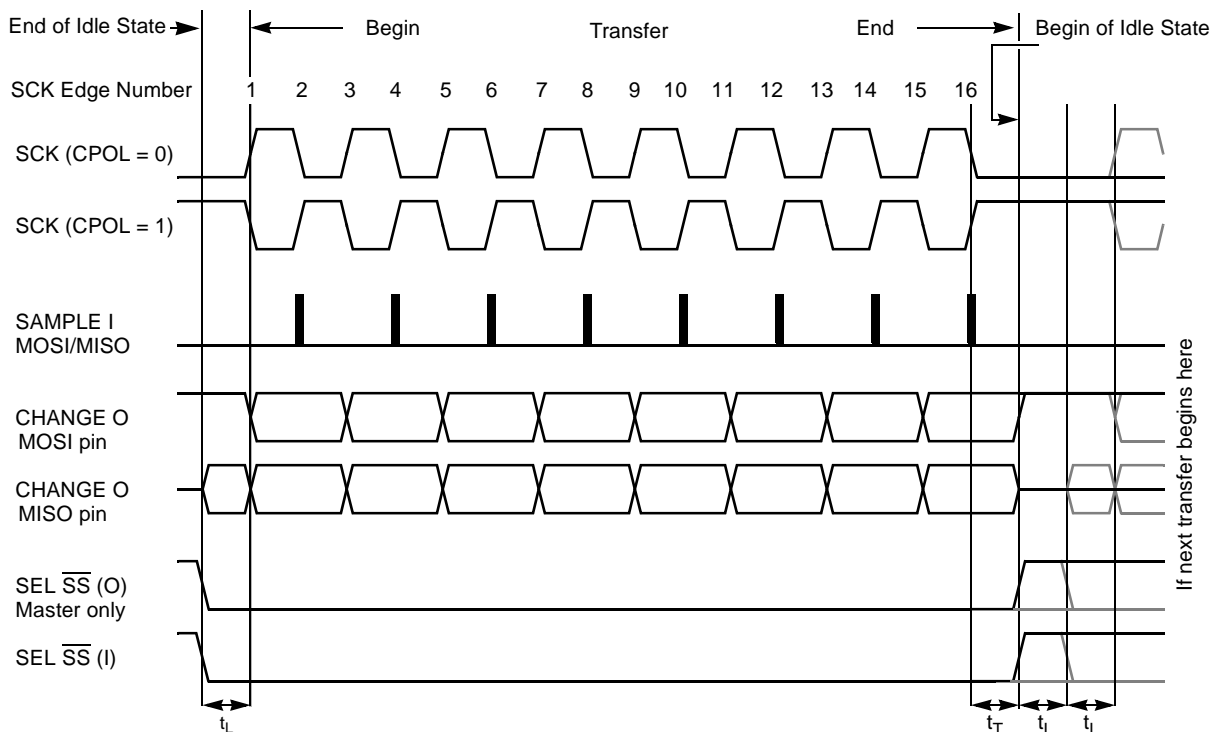 End of Idle State
Begin
Transfer
End
Begin of Idle State
SCK Edge Number
1 2 3 4 5 6 7 8 9 10 11 12 13 14 15 16
SCK (CPOL = 0)
SCK (CPOL = 1)
SAMPLE I
MOSI/MISO
CHANGE O
MOSI pin
CHANGE O
MISO pin
SEL S̅S̅ (O)
Master only
SEL S̅S̅ (I)
tL
tT
tI
tL
If next transfer begins here